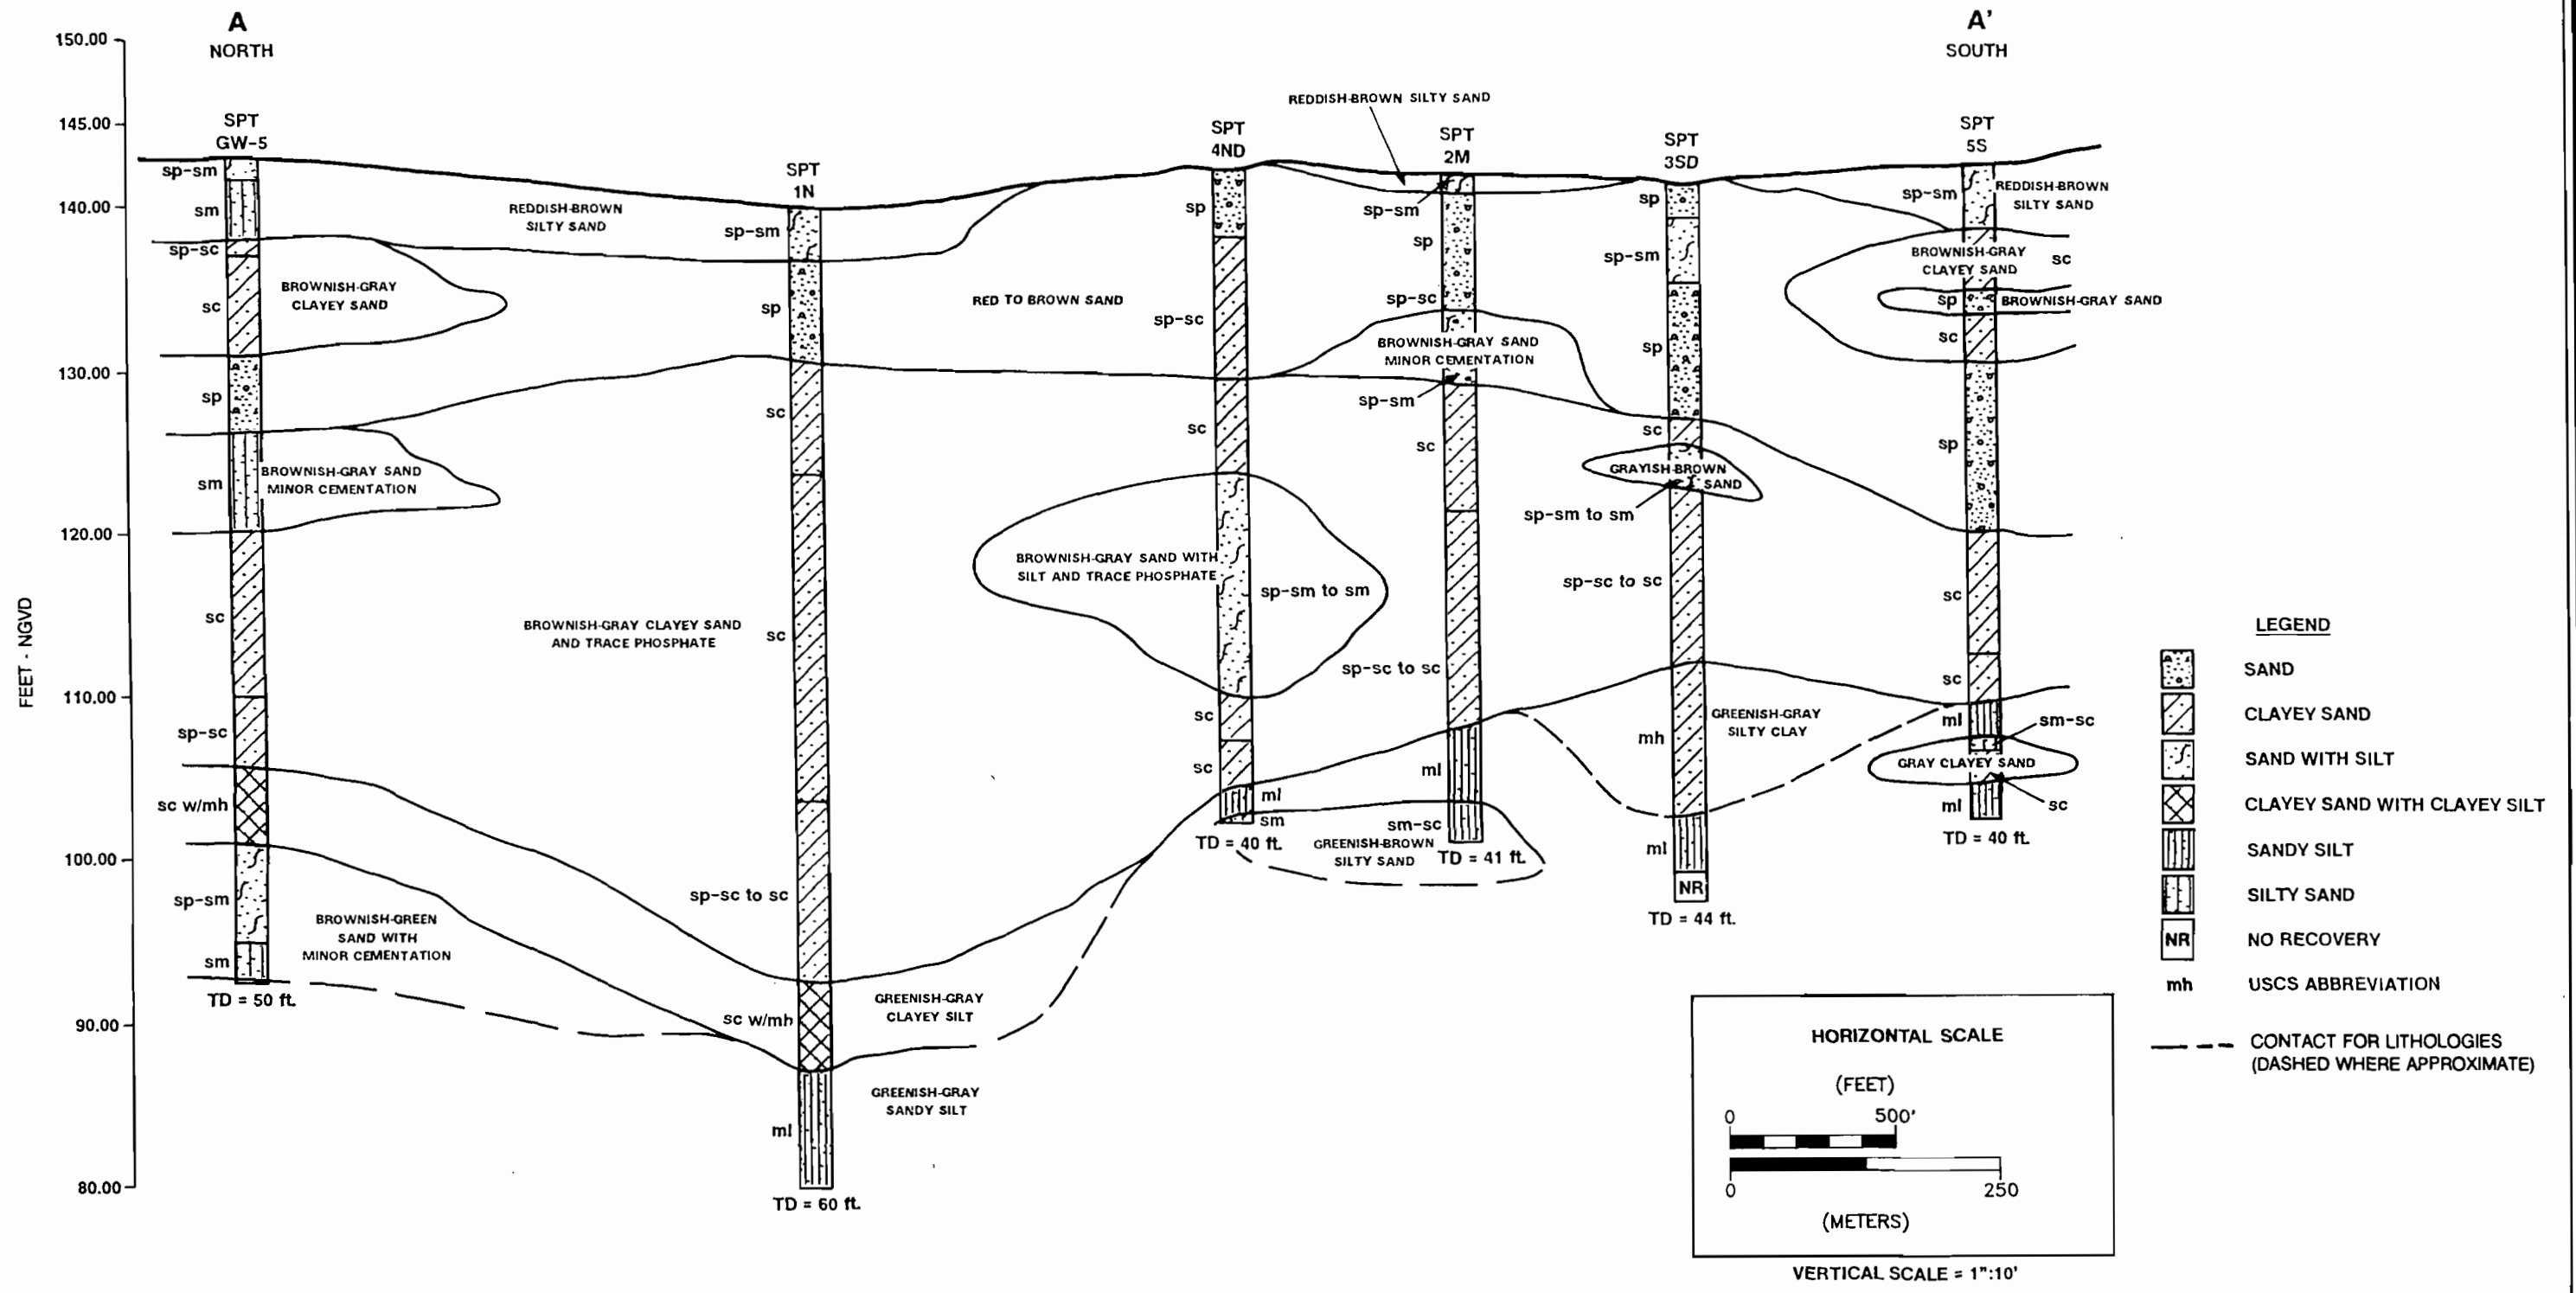 A
NORTH
A'
SOUTH
150.00
145.00
140.00
130.00
120.00
110.00
100.00
90.00
80.00
FEET - NGVD
SPT
GW-5
sp-sm
sm
sp-sc
sc
sp
sm
sc
sp-sc
sc w/mh
sp-sm
sm
TD = 50 ft.
BROWNISH-GRAY
CLAYEY SAND
BROWNISH-GRAY SAND
MINOR CEMENTATION
BROWNISH-GREEN
SAND WITH
MINOR CEMENTATION
REDDISH-BROWN
SILTY SAND
BROWNISH-GRAY CLAYEY SAND
AND TRACE PHOSPHATE
SPT
1N
sp-sm
sp
sc
sc
sp-sc to sc
sc w/mh
ml
TD = 60 ft.
RED TO BROWN SAND
GREENISH-GRAY
CLAYEY SILT
GREENISH-GRAY
SANDY SILT
SPT
4ND
sp
sp-sc
sc
BROWNISH-GRAY SAND WITH
SILT AND TRACE PHOSPHATE
sp-sm to sm
sc
sc
ml
sm
TD = 40 ft.
REDDISH-BROWN SILTY SAND
SPT
2M
sp-sm
sp
sp-sc
BROWNISH-GRAY SAND
MINOR CEMENTATION
sp-sm
sc
sp-sc to sc
ml
sm-sc
GREENISH-BROWN
SILTY SAND
TD = 41 ft.
SPT
3SD
sp
sp-sm
sp
sc
GRAYISH-BROWN
SAND
sp-sm to sm
sp-sc to sc
mh
GREENISH-GRAY
SILTY CLAY
ml
NR
TD = 44 ft.
SPT
5S
sp-sm
REDDISH-BROWN
SILTY SAND
BROWNISH-GRAY
CLAYEY SAND
sc
sp
BROWNISH-GRAY SAND
sc
sp
sc
sc
ml
sm-sc
GRAY CLAYEY SAND
ml
sc
TD = 40 ft.
LEGEND
SAND
CLAYEY SAND
SAND WITH SILT
CLAYEY SAND WITH CLAYEY SILT
SANDY SILT
SILTY SAND
NR NO RECOVERY
mh USCS ABBREVIATION
CONTACT FOR LITHOLOGIES
(DASHED WHERE APPROXIMATE)
HORIZONTAL SCALE
(FEET)
0 500'
0 250
(METERS)
VERTICAL SCALE = 1":10'